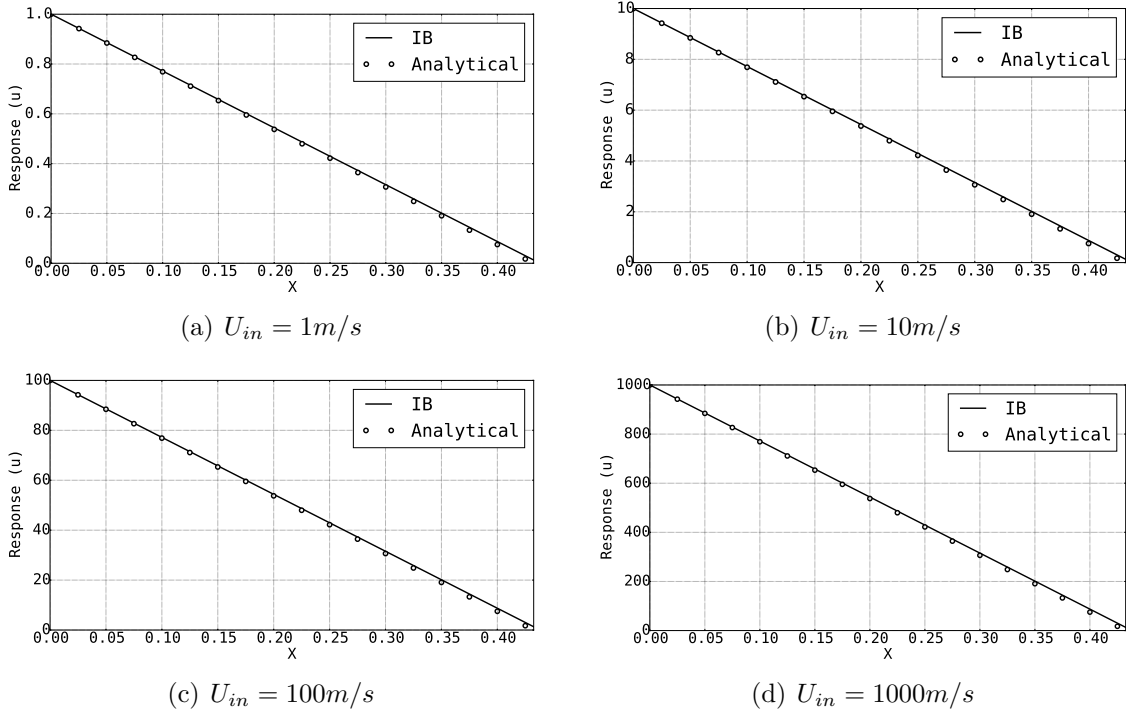 1.0
0.8
0.6
0.4
0.2
0.0
Response (u)
IB
Analytical
0.00 0.05 0.10 0.15 0.20 0.25 0.30 0.35 0.40
X
(a) U_in = 1m/s
10
8
6
4
2
0
Response (u)
IB
Analytical
0.00 0.05 0.10 0.15 0.20 0.25 0.30 0.35 0.40
X
(b) U_in = 10m/s
100
80
60
40
20
0
Response (u)
IB
Analytical
0.00 0.05 0.10 0.15 0.20 0.25 0.30 0.35 0.40
X
(c) U_in = 100m/s
1000
800
600
400
200
0
Response (u)
IB
Analytical
0.00 0.05 0.10 0.15 0.20 0.25 0.30 0.35 0.40
X
(d) U_in = 1000m/s